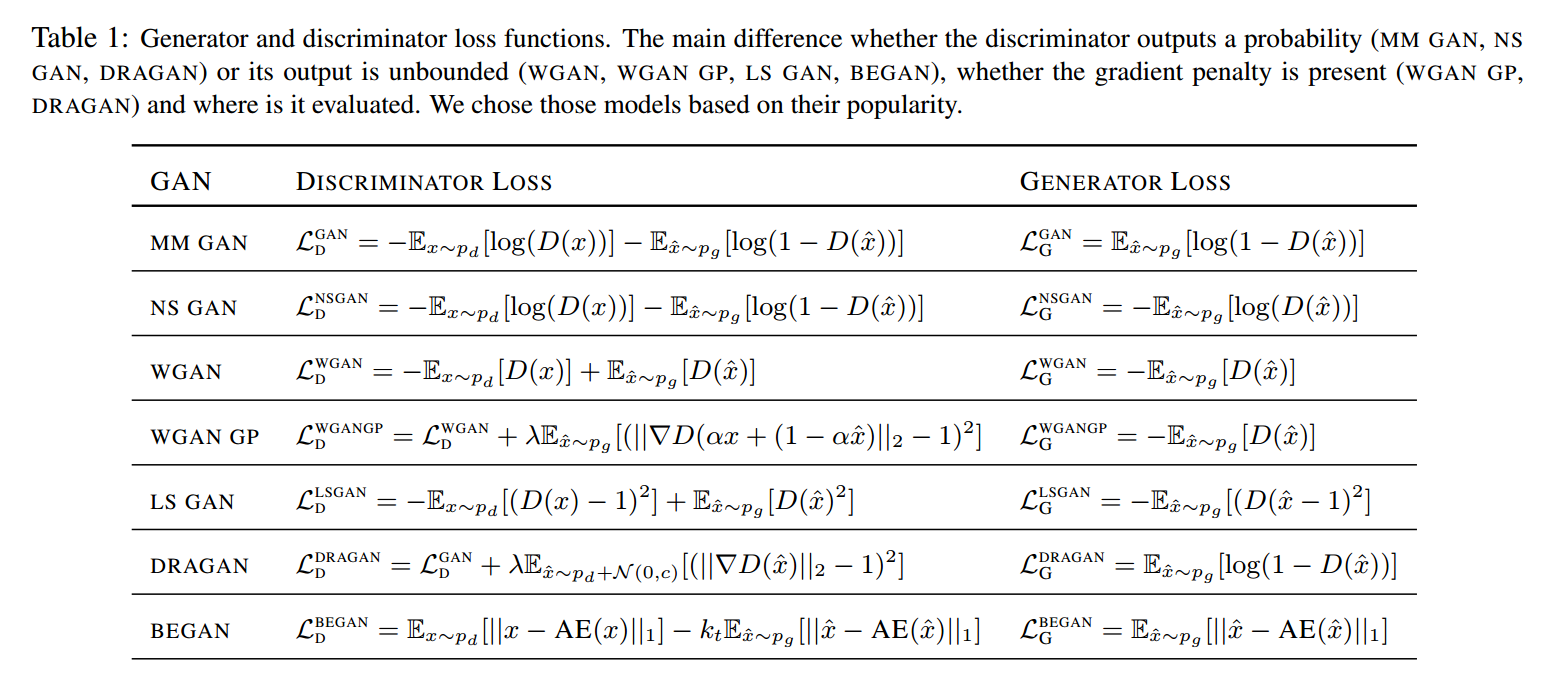 Table 1: Generator and discriminator loss functions. The main difference whether the discriminator outputs a probability (MM GAN, NS
GAN, DRAGAN) or its output is unbounded (WGAN, WGAN GP, LS GAN, BEGAN), whether the gradient penalty is present (WGAN GP,
DRAGAN) and where is it evaluated. We chose those models based on their popularity.
GAN DISCRIMINATOR LOSS GENERATOR LOSS
MM GAN $\mathcal{L}_{\text{D}}^{\text{GAN}} = -\mathbb{E}_{x \sim p_d}[\log(D(x))] - \mathbb{E}_{\hat{x} \sim p_g}[\log(1 - D(\hat{x}))]$ $\mathcal{L}_{\text{G}}^{\text{GAN}} = \mathbb{E}_{\hat{x} \sim p_g}[\log(1 - D(\hat{x}))]$
NS GAN $\mathcal{L}_{\text{D}}^{\text{NSGAN}} = -\mathbb{E}_{x \sim p_d}[\log(D(x))] - \mathbb{E}_{\hat{x} \sim p_g}[\log(1 - D(\hat{x}))]$ $\mathcal{L}_{\text{G}}^{\text{NSGAN}} = -\mathbb{E}_{\hat{x} \sim p_g}[\log(D(\hat{x}))]$
WGAN $\mathcal{L}_{\text{D}}^{\text{WGAN}} = -\mathbb{E}_{x \sim p_d}[D(x)] + \mathbb{E}_{\hat{x} \sim p_g}[D(\hat{x})]$ $\mathcal{L}_{\text{G}}^{\text{WGAN}} = -\mathbb{E}_{\hat{x} \sim p_g}[D(\hat{x})]$
WGAN GP $\mathcal{L}_{\text{D}}^{\text{WGANGP}} = \mathcal{L}_{\text{D}}^{\text{WGAN}} + \lambda \mathbb{E}_{\hat{x} \sim p_g}[(||\nabla D(\alpha x + (1 - \alpha \hat{x})||_2 - 1)^2]$ $\mathcal{L}_{\text{G}}^{\text{WGANGP}} = -\mathbb{E}_{\hat{x} \sim p_g}[D(\hat{x})]$
LS GAN $\mathcal{L}_{\text{D}}^{\text{LSGAN}} = -\mathbb{E}_{x \sim p_d}[(D(x) - 1)^2] + \mathbb{E}_{\hat{x} \sim p_g}[D(\hat{x})^2]$ $\mathcal{L}_{\text{G}}^{\text{LSGAN}} = -\mathbb{E}_{\hat{x} \sim p_g}[(D(\hat{x} - 1)^2]$
DRAGAN $\mathcal{L}_{\text{D}}^{\text{DRAGAN}} = \mathcal{L}_{\text{D}}^{\text{GAN}} + \lambda \mathbb{E}_{\hat{x} \sim p_d + \mathcal{N}(0,c)}[(||\nabla D(\hat{x})||_2 - 1)^2]$ $\mathcal{L}_{\text{G}}^{\text{DRAGAN}} = \mathbb{E}_{\hat{x} \sim p_g}[\log(1 - D(\hat{x}))]$
BEGAN $\mathcal{L}_{\text{D}}^{\text{BEGAN}} = \mathbb{E}_{x \sim p_d}[||x - \text{AE}(x)||_1] - k_t \mathbb{E}_{\hat{x} \sim p_g}[||\hat{x} - \text{AE}(\hat{x})||_1]$ $\mathcal{L}_{\text{G}}^{\text{BEGAN}} = \mathbb{E}_{\hat{x} \sim p_g}[||\hat{x} - \text{AE}(\hat{x})||_1]$